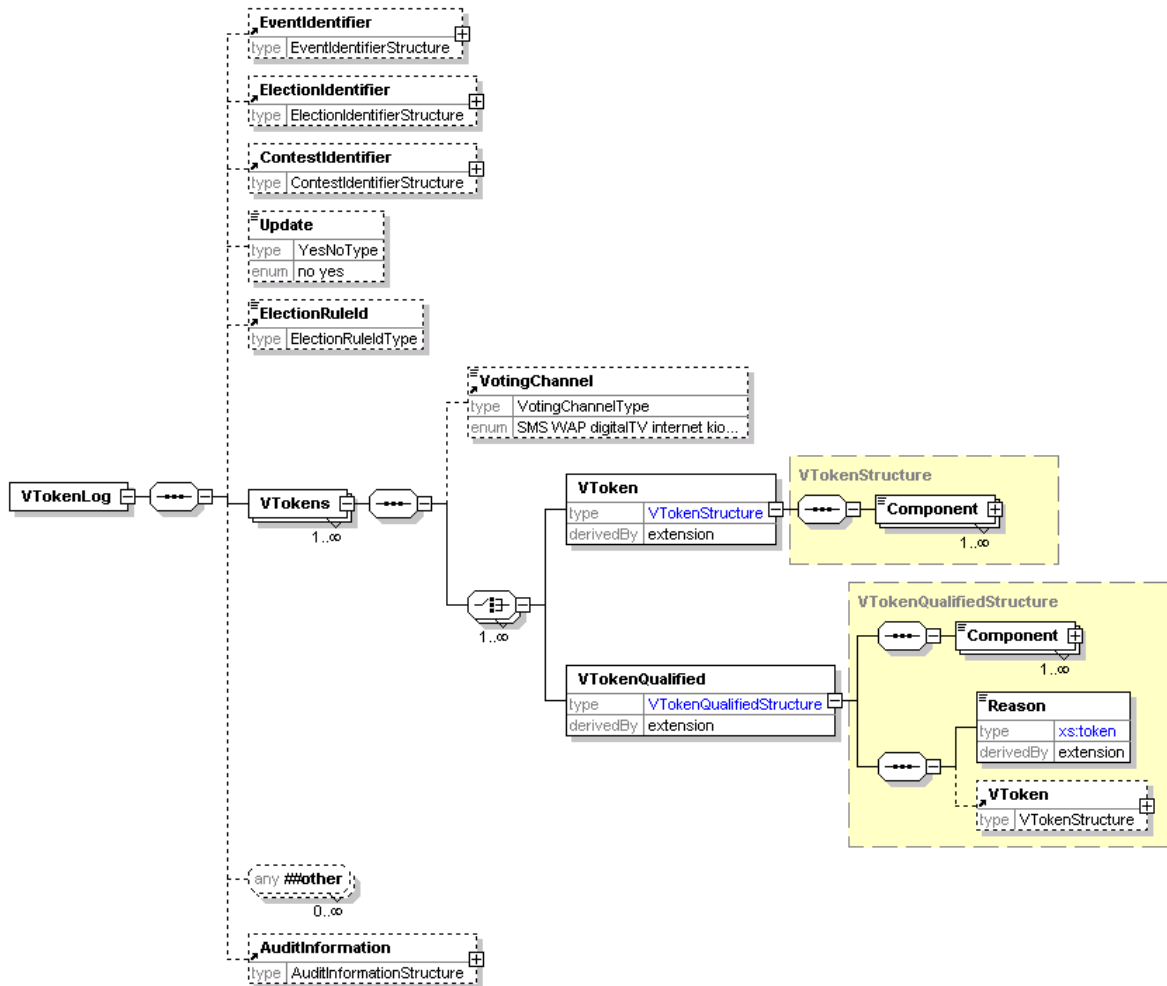 EventIdentifier
type EventIdentifierStructure
ElectionIdentifier
type ElectionIdentifierStructure
ContestIdentifier
type ContestIdentifierStructure
Update
type YesNoType
enum no yes
ElectionRuleId
type ElectionRuleIdType
VotingChannel
type VotingChannelType
enum SMS WAP digitalTV internet kio...
VTokenLog
VTokens
1..∞
1..∞
VToken
type VTokenStructure
derivedBy extension
VTokenStructure
Component
1..∞
VTokenQualified
type VTokenQualifiedStructure
derivedBy extension
VTokenQualifiedStructure
Component
1..∞
Reason
type xs:token
derivedBy extension
VToken
type VTokenStructure
any ##other
0..∞
AuditInformation
type AuditInformationStructure